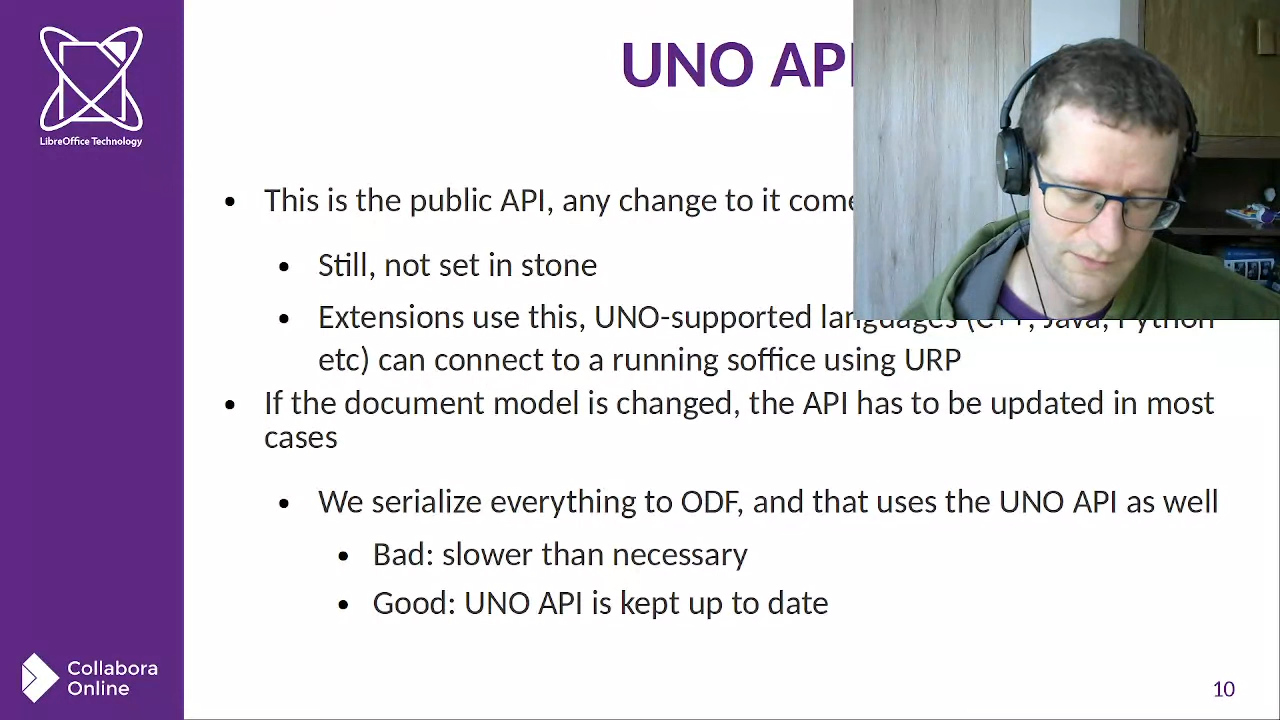 LibreOffice Technology
UNO API
This is the public API, any change to it come
Still, not set in stone
Extensions use this, UNO-supported languages (C++, Java, Python
etc) can connect to a running soffice using URP
If the document model is changed, the API has to be updated in most
cases
We serialize everything to ODF, and that uses the UNO API as well
Bad: slower than necessary
Good: UNO API is kept up to date
Collabora
Online
10